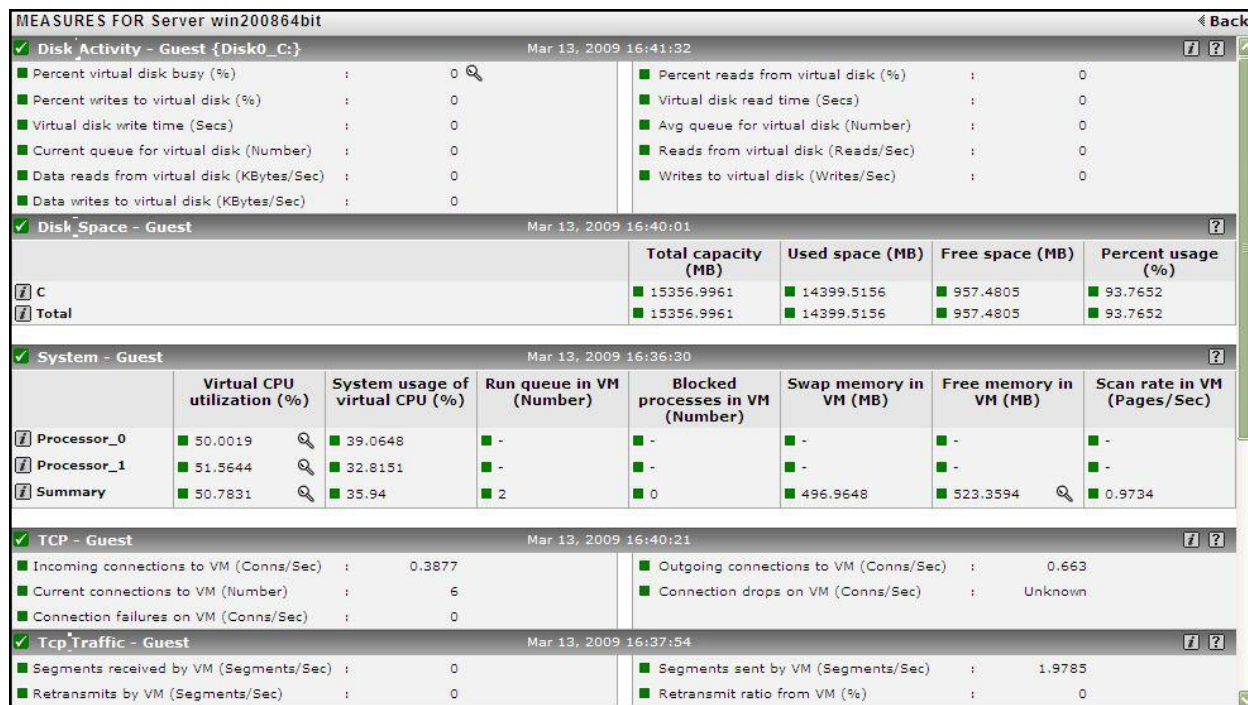 MEASURES FOR Server win200864bit Back
Disk Activity - Guest {Disk0_C:} Mar 13, 2009 16:41:32
Percent virtual disk busy (%) : 0 Percent reads from virtual disk (%) : 0
Percent writes to virtual disk (%) : 0 Virtual disk read time (Secs) : 0
Virtual disk write time (Secs) : 0 Avg queue for virtual disk (Number) : 0
Current queue for virtual disk (Number) : 0 Reads from virtual disk (Reads/Sec) : 0
Data reads from virtual disk (KBytes/Sec) : 0 Writes to virtual disk (Writes/Sec) : 0
Data writes to virtual disk (KBytes/Sec) : 0
Disk Space - Guest Mar 13, 2009 16:40:01
Total capacity (MB) Used space (MB) Free space (MB) Percent usage (%)
C 15356.9961 14399.5156 957.4805 93.7652
Total 15356.9961 14399.5156 957.4805 93.7652
System - Guest Mar 13, 2009 16:36:30
Virtual CPU utilization (%) System usage of virtual CPU (%) Run queue in VM (Number) Blocked processes in VM (Number) Swap memory in VM (MB) Free memory in VM (MB) Scan rate in VM (Pages/Sec)
Processor_0 50.0019 39.0648 - - - - -
Processor_1 51.5644 32.8151 - - - - -
Summary 50.7831 35.94 2 0 496.9648 523.3594 0.9734
TCP - Guest Mar 13, 2009 16:40:21
Incoming connections to VM (Conns/Sec) : 0.3877 Outgoing connections to VM (Conns/Sec) : 0.663
Current connections to VM (Number) : 6 Connection drops on VM (Conns/Sec) : Unknown
Connection failures on VM (Conns/Sec) : 0
Tcp Traffic - Guest Mar 13, 2009 16:37:54
Segments received by VM (Segments/Sec) : 0 Segments sent by VM (Segments/Sec) : 1.9785
Retransmits by VM (Segments/Sec) : 0 Retransmit ratio from VM (%) : 0